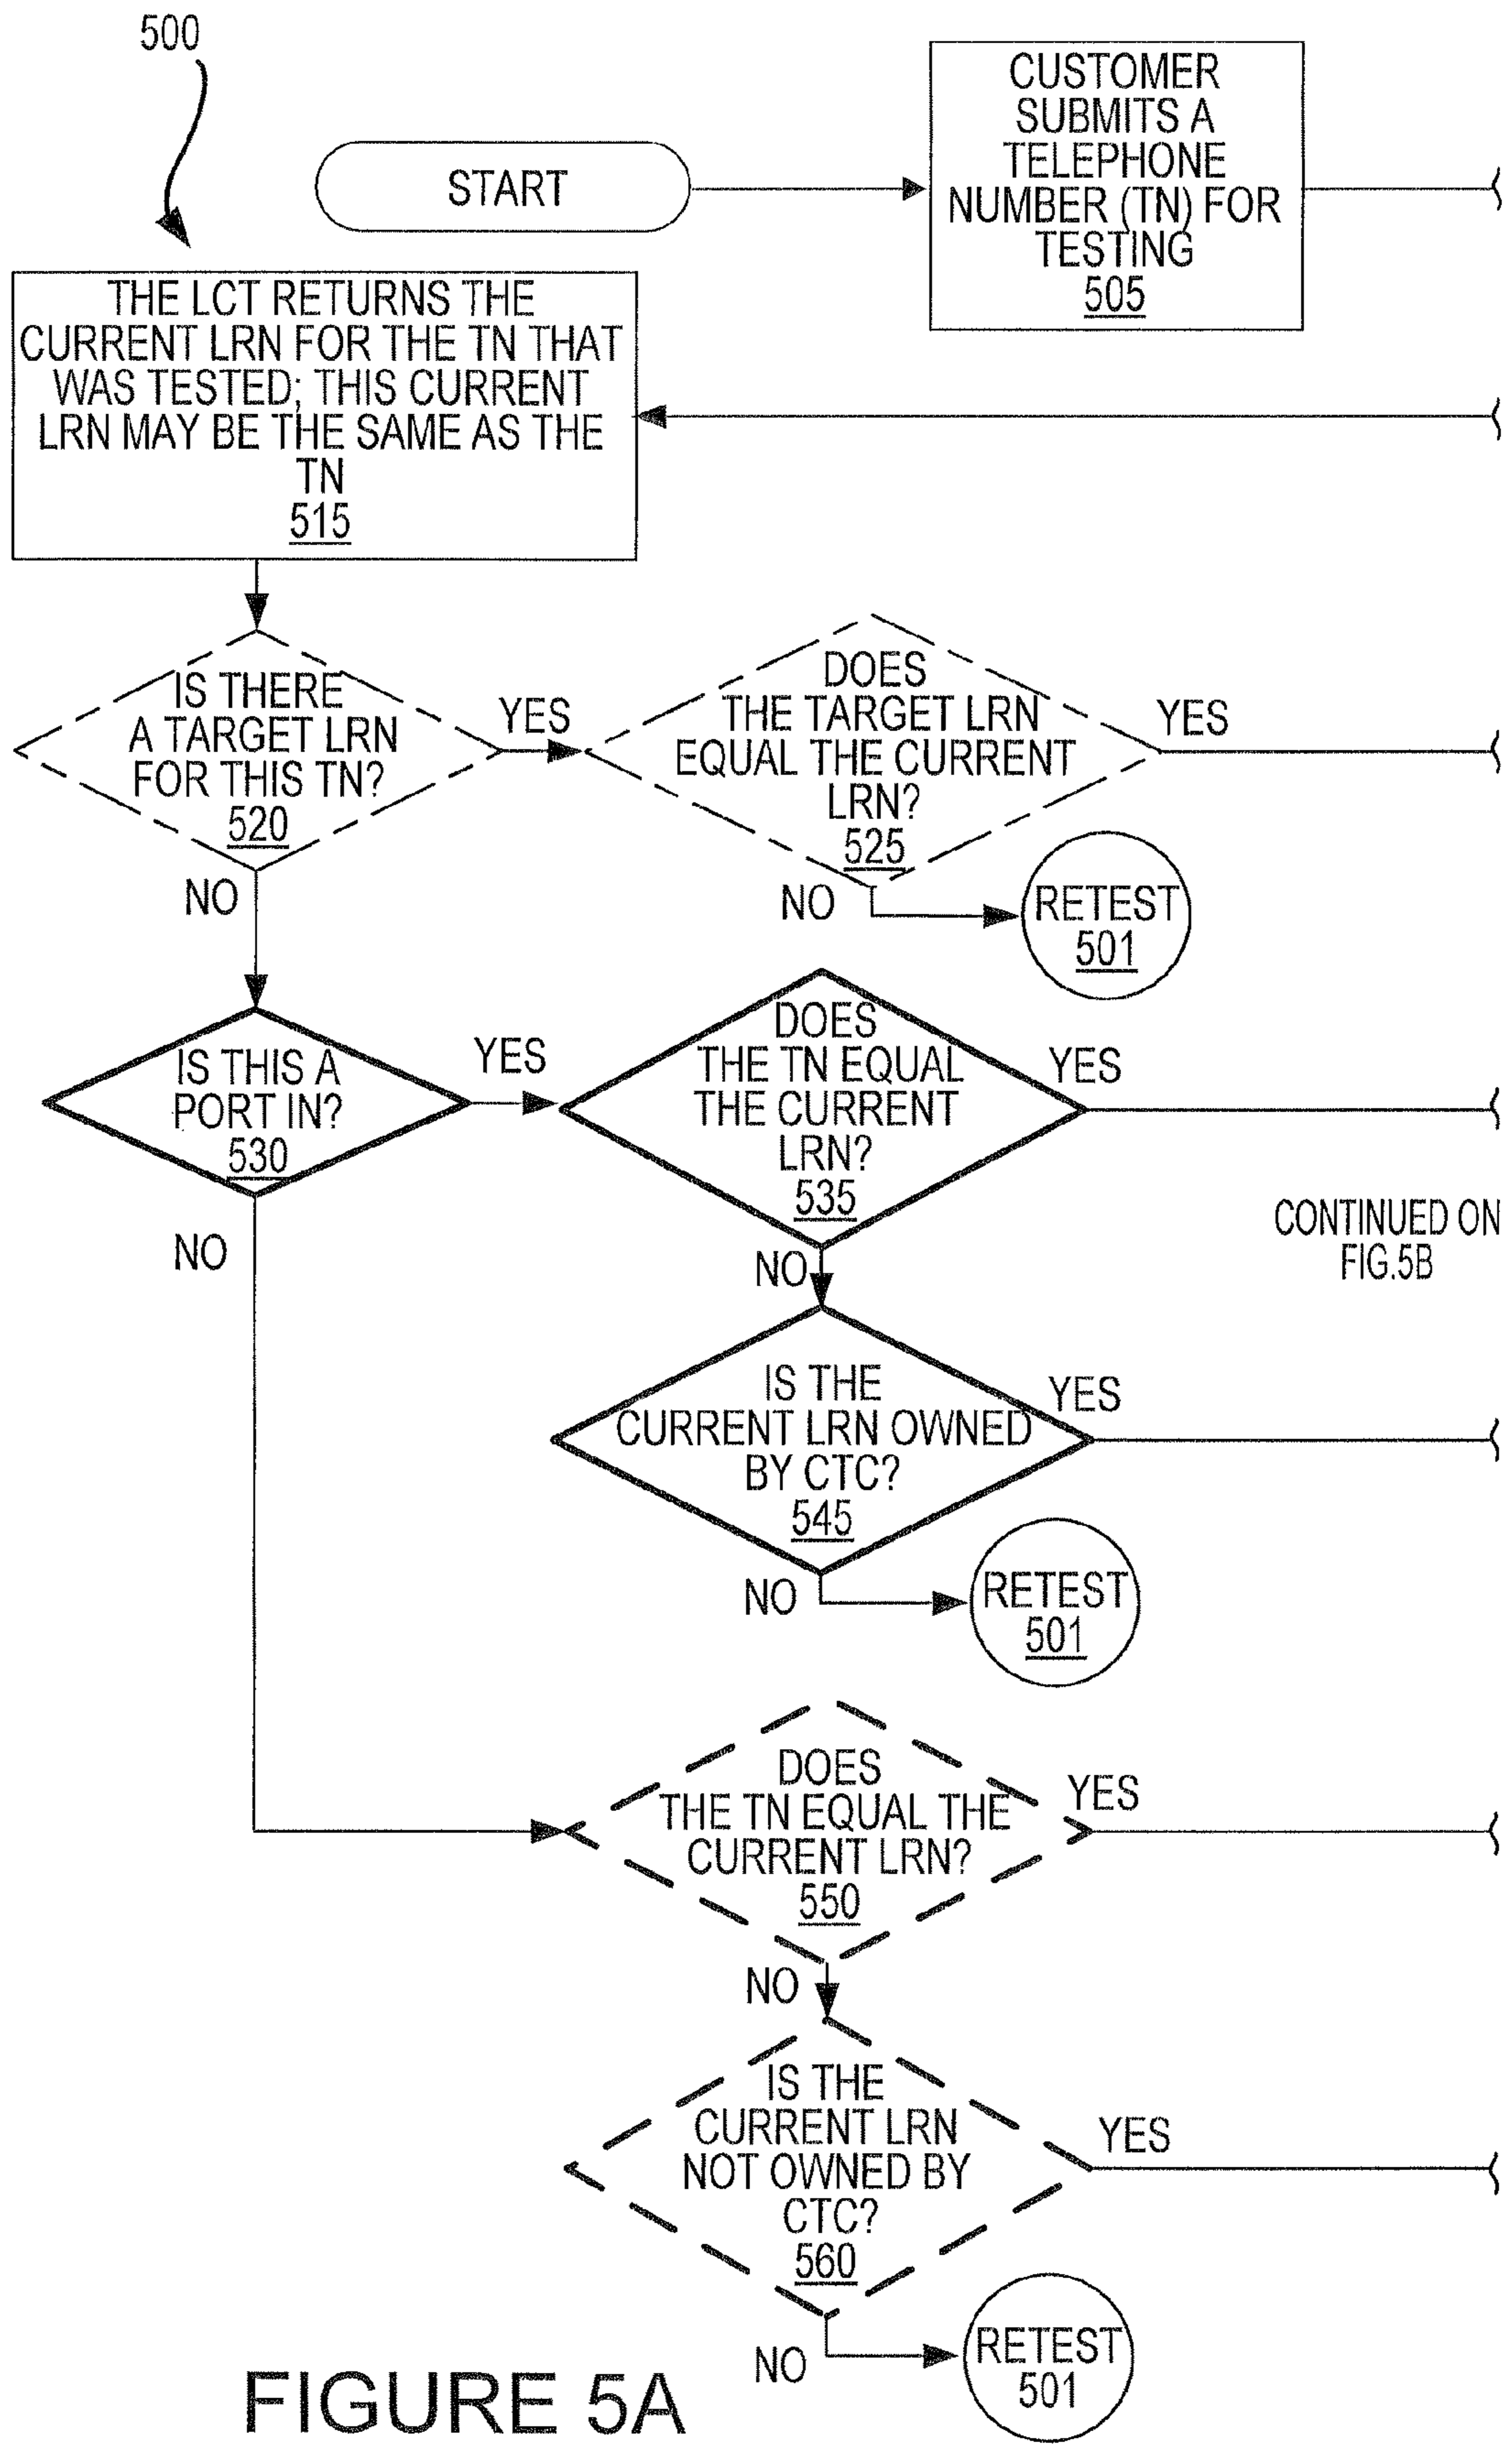 500
START
CUSTOMER
SUBMITS A
TELEPHONE
NUMBER (TN) FOR
TESTING
505
THE LCT RETURNS THE
CURRENT LRN FOR THE TN THAT
WAS TESTED; THIS CURRENT
LRN MAY BE THE SAME AS THE
TN
515
IS THERE
A TARGET LRN
FOR THIS TN?
520
YES
NO
DOES
THE TARGET LRN
EQUAL THE CURRENT
LRN?
525
YES
NO
RETEST
501
IS THIS A
PORT IN?
530
YES
NO
DOES
THE TN EQUAL
THE CURRENT
LRN?
535
YES
NO
CONTINUED ON
FIG.5B
IS THE
CURRENT LRN OWNED
BY CTC?
545
YES
NO
RETEST
501
DOES
THE TN EQUAL THE
CURRENT LRN?
550
YES
NO
IS THE
CURRENT LRN
NOT OWNED BY
CTC?
560
YES
NO
RETEST
501
FIGURE 5A